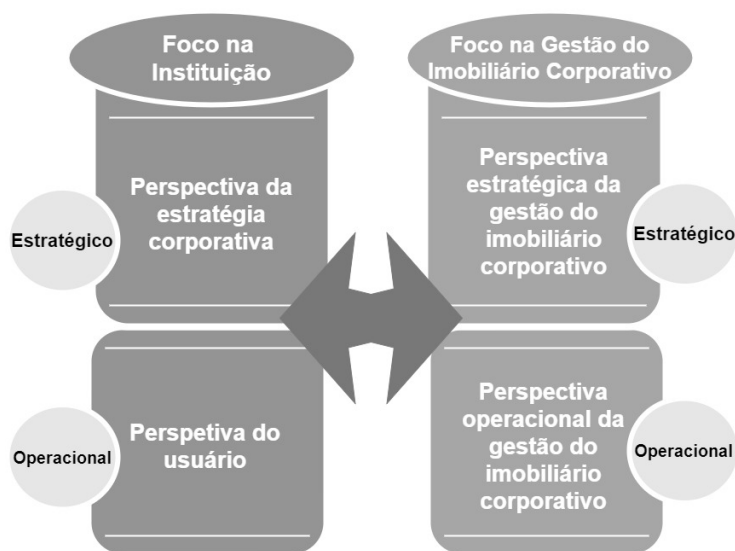 Foco na
Instituição
Foco na Gestão do
Imobiliário Corporativo
Perspectiva da
estratégia
corporativa
Estratégico
Perspectiva
estratégica da
gestão do
imobiliário
corporativo
Estratégico
Perspetiva do
usuário
Operacional
Perspectiva
operacional da
gestão do
imobiliário
corporativo
Operacional